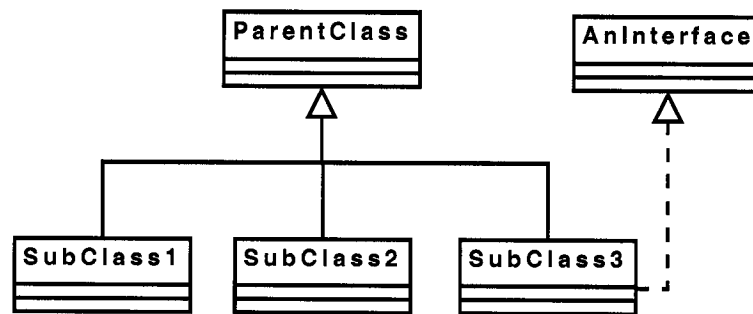 ParentClass
AnInterface
SubClass1
SubClass2
SubClass3